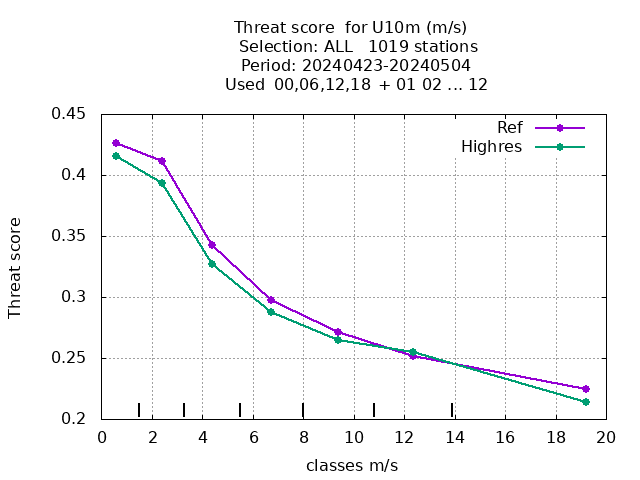 Threat score  for U10m (m/s)
Selection: ALL   1019 stations
Period: 20240423-20240504
Used  00,06,12,18 + 01 02 ... 12
Ref
Highres
0.45
0.4
0.35
0.3
0.25
0.2
Threat score
0 2 4 6 8 10 12 14 16 18 20
classes m/s